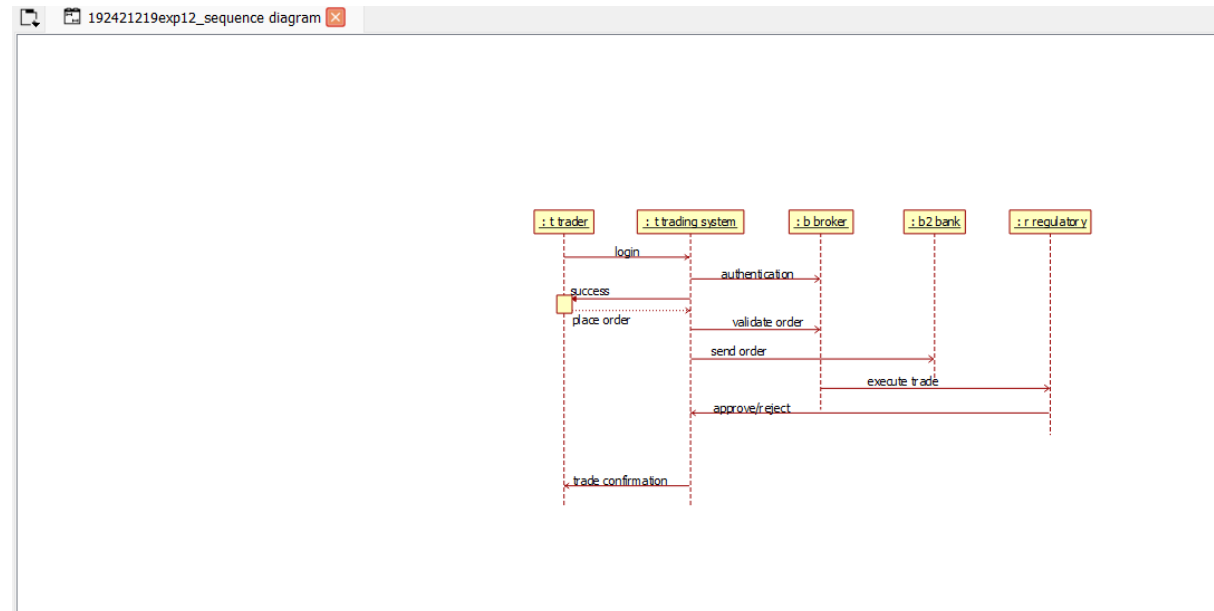 192421219exp12_sequence diagram
: t trader
: t trading system
: b broker
: b2 bank
: r regulatory
login
authentication
success
place order
validate order
send order
execute trade
approve/reject
trade confirmation